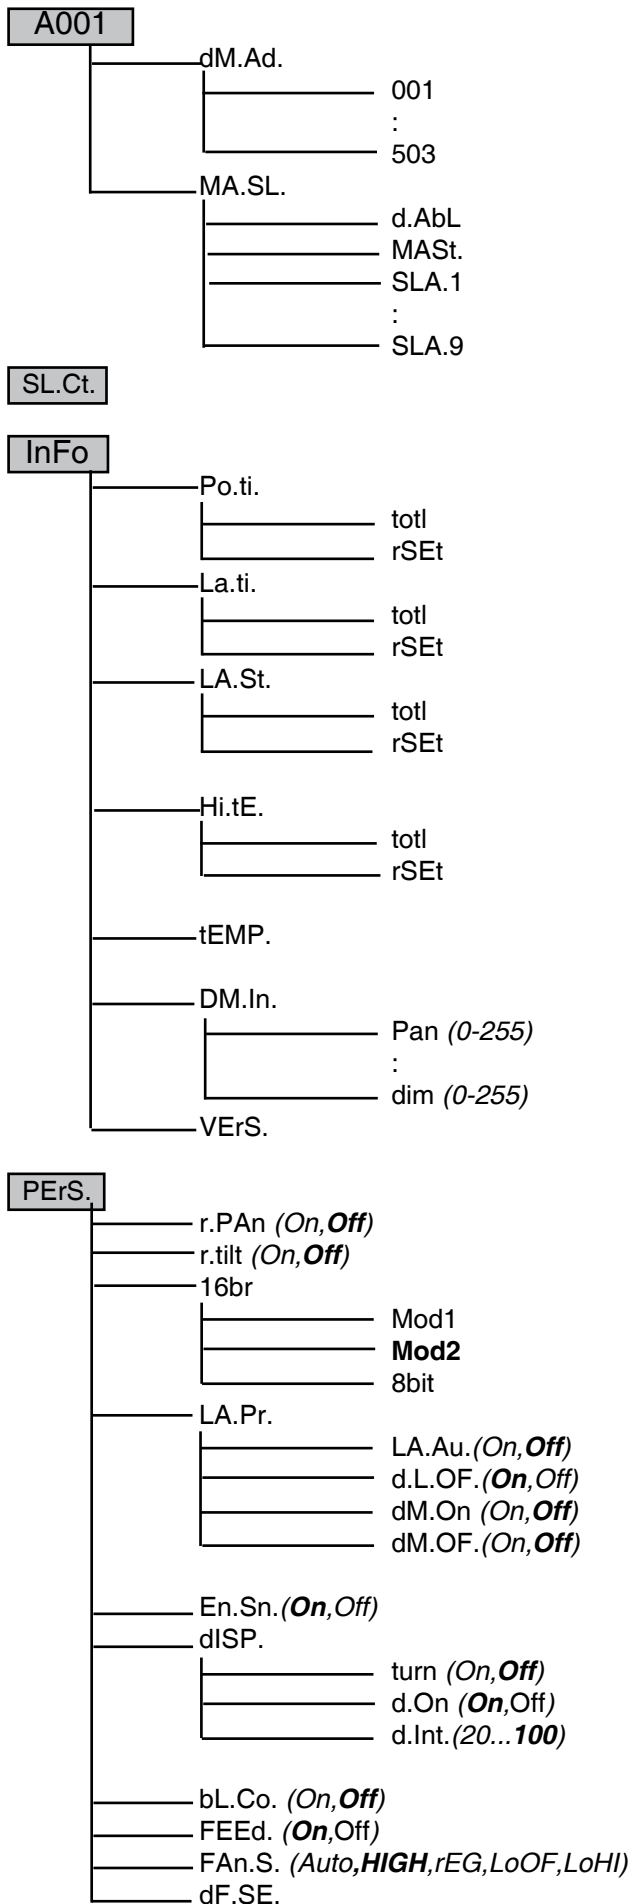 A001
dM.Ad.
001
:
503
MA.SL.
d.AbL
MASt.
SLA.1
:
SLA.9
SL.Ct.
InFo
Po.ti.
totl
rSEt
La.ti.
totl
rSEt
LA.St.
totl
rSEt
Hi.tE.
totl
rSEt
tEMP.
DM.In.
Pan (0-255)
:
dim (0-255)
VErS.
PErS.
r.PAn (On,Off)
r.tilt (On,Off)
16br
Mod1
Mod2
8bit
LA.Pr.
LA.Au.(On,Off)
d.L.OF.(On,Off)
dM.On (On,Off)
dM.OF.(On,Off)
En.Sn.(On,Off)
dISP.
turn (On,Off)
d.On (On,Off)
d.Int.(20...100)
bL.Co. (On,Off)
FEEd. (On,Off)
FAn.S. (Auto,HIGH,rEG,LoOF,LoHI)
dF.SE.